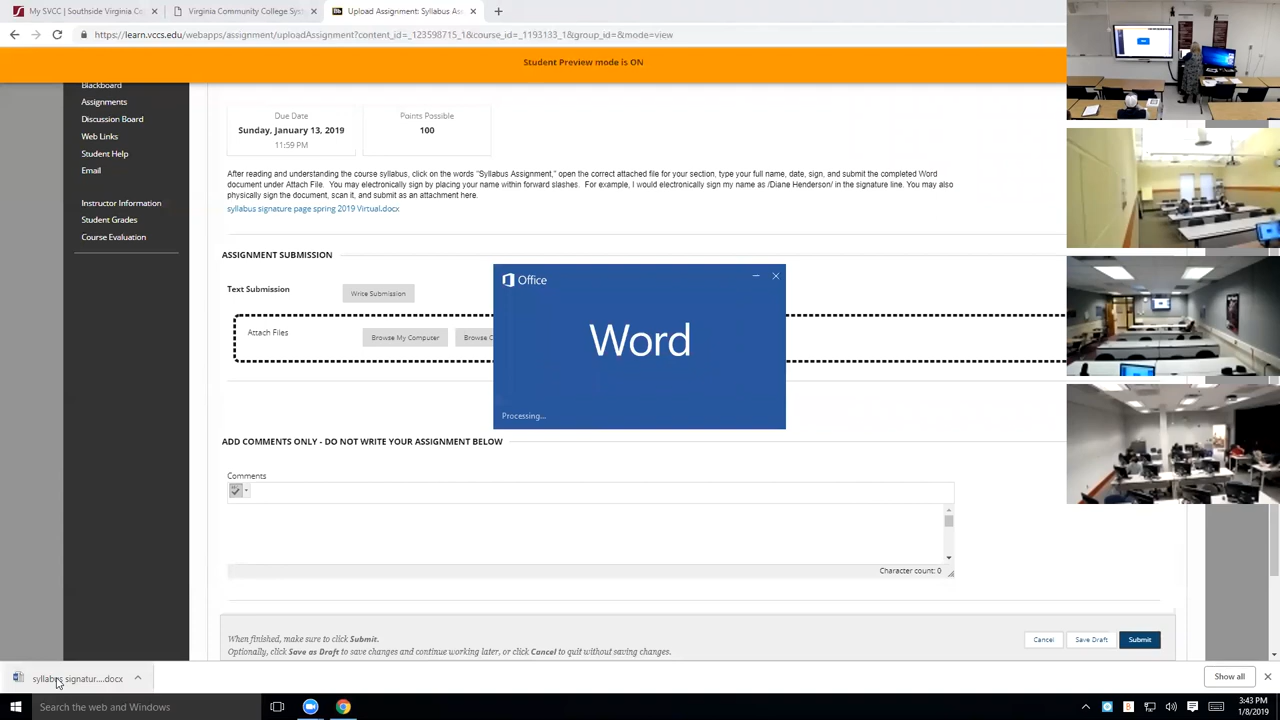 My SVCC | Southside Virginia Co
Virginia Community College Syst
Upload Assignment: Syllabus Ass
https://learn.vccs.edu/webapps/assignment/uploadAssignment?content_id=_123598715_1&course_id=_1193133_1&group_id=&mode=view
Student Preview mode is ON
Blackboard
Assignments
Discussion Board
Web Links
Student Help
Email
Instructor Information
Student Grades
Course Evaluation
Due Date
Sunday, January 13, 2019
11:59 PM
Points Possible
100
After reading and understanding the course syllabus, click on the words "Syllabus Assignment," open the correct attached file for your section, type your full name, date, sign, and submit the completed Word
document under Attach File. You may electronically sign by placing your name within forward slashes. For example, I would electronically sign my name as /Diane Henderson/ in the signature line. You may also
physically sign the document, scan it, and submit as an attachment here.
syllabus signature page spring 2019 Virtual.docx
ASSIGNMENT SUBMISSION
Text Submission
Write Submission
Attach Files
Browse My Computer
Browse C
Office
Word
Processing...
ADD COMMENTS ONLY - DO NOT WRITE YOUR ASSIGNMENT BELOW
Comments
Character count: 0
When finished, make sure to click Submit.
Optionally, click Save as Draft to save changes and continue working later, or click Cancel to quit without saving changes.
Cancel
Save Draft
Submit
syllabus signatur....docx
Show all
Search the web and Windows
3:43 PM
1/8/2019